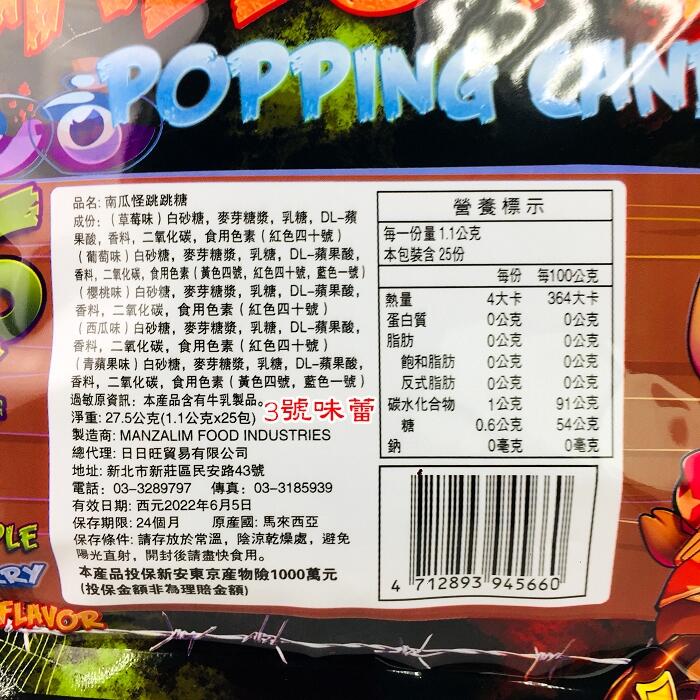 POPPING CAN
品名: 南瓜怪跳跳糖
成份: (草莓味) 白砂糖, 麥芽糖漿, 乳糖, DL-蘋
果酸, 香料, 二氧化碳, 食用色素 (紅色四十號)
(葡萄味) 白砂糖, 麥芽糖漿, 乳糖, DL-蘋果酸,
香料, 二氧化碳, 食用色素 (黃色四號, 紅色四十號, 藍色一號)
(櫻桃味) 白砂糖, 麥芽糖漿, 乳糖, DL-蘋果酸,
香料, 二氧化碳, 食用色素 (紅色四十號)
(西瓜味) 白砂糖, 麥芽糖漿, 乳糖, DL-蘋果酸,
香料, 二氧化碳, 食用色素 (紅色四十號)
(青蘋果味) 白砂糖, 麥芽糖漿, 乳糖, DL-蘋果酸,
香料, 二氧化碳, 食用色素 (黃色四號, 藍色一號)
過敏原資訊: 本產品含有牛乳製品。
淨重: 27.5公克(1.1公克x25包)
3號味蕾
製造商: MANZALIM FOOD INDUSTRIES
總代理: 日日旺貿易有限公司
地址: 新北市新莊區民安路43號
電話: 03-3289797 傳真: 03-3185939
有效日期: 西元2022年6月5日
保存期限: 24個月 原產國: 馬來西亞
保存條件: 請存放於常溫, 陰涼乾燥處, 避免
陽光直射, 開封後請盡快食用。
本產品投保新安東京產物險1000萬元
(投保金額非為理賠金額)
營養標示
每一份量 1.1公克
本包裝含 25份
每份 每100公克
熱量 4大卡 364大卡
蛋白質 0公克 0公克
脂肪 0公克 0公克
飽和脂肪 0公克 0公克
反式脂肪 0公克 0公克
碳水化合物 1公克 91公克
糖 0.6公克 54公克
鈉 0毫克 0毫克
4 712893 945660
PLE
RY
FLAVOR